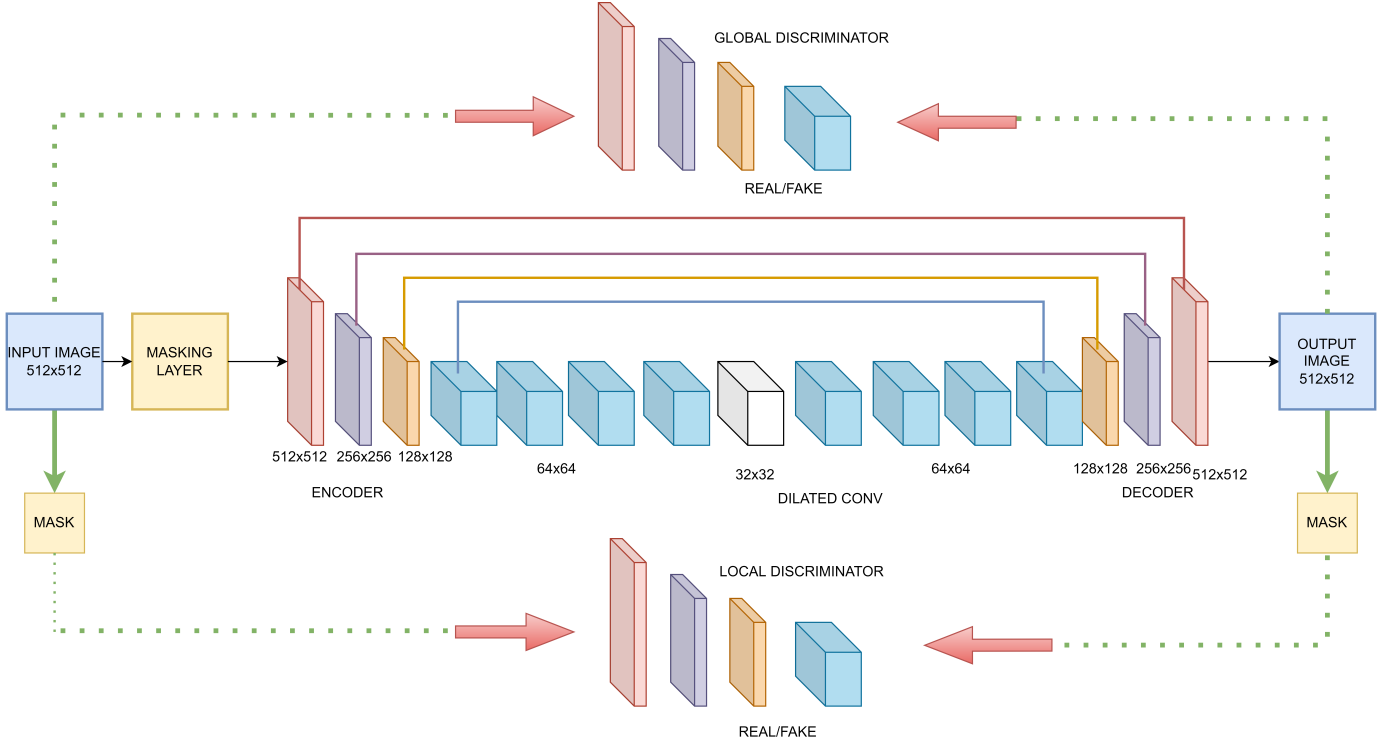 GLOBAL DISCRIMINATOR
REAL/FAKE
INPUT IMAGE
512x512
MASKING
LAYER
OUTPUT
IMAGE
512x512
512x512
256x256
128x128
64x64
32x32
64x64
128x128
256x256
512x512
ENCODER
DILATED CONV
DECODER
MASK
MASK
LOCAL DISCRIMINATOR
REAL/FAKE